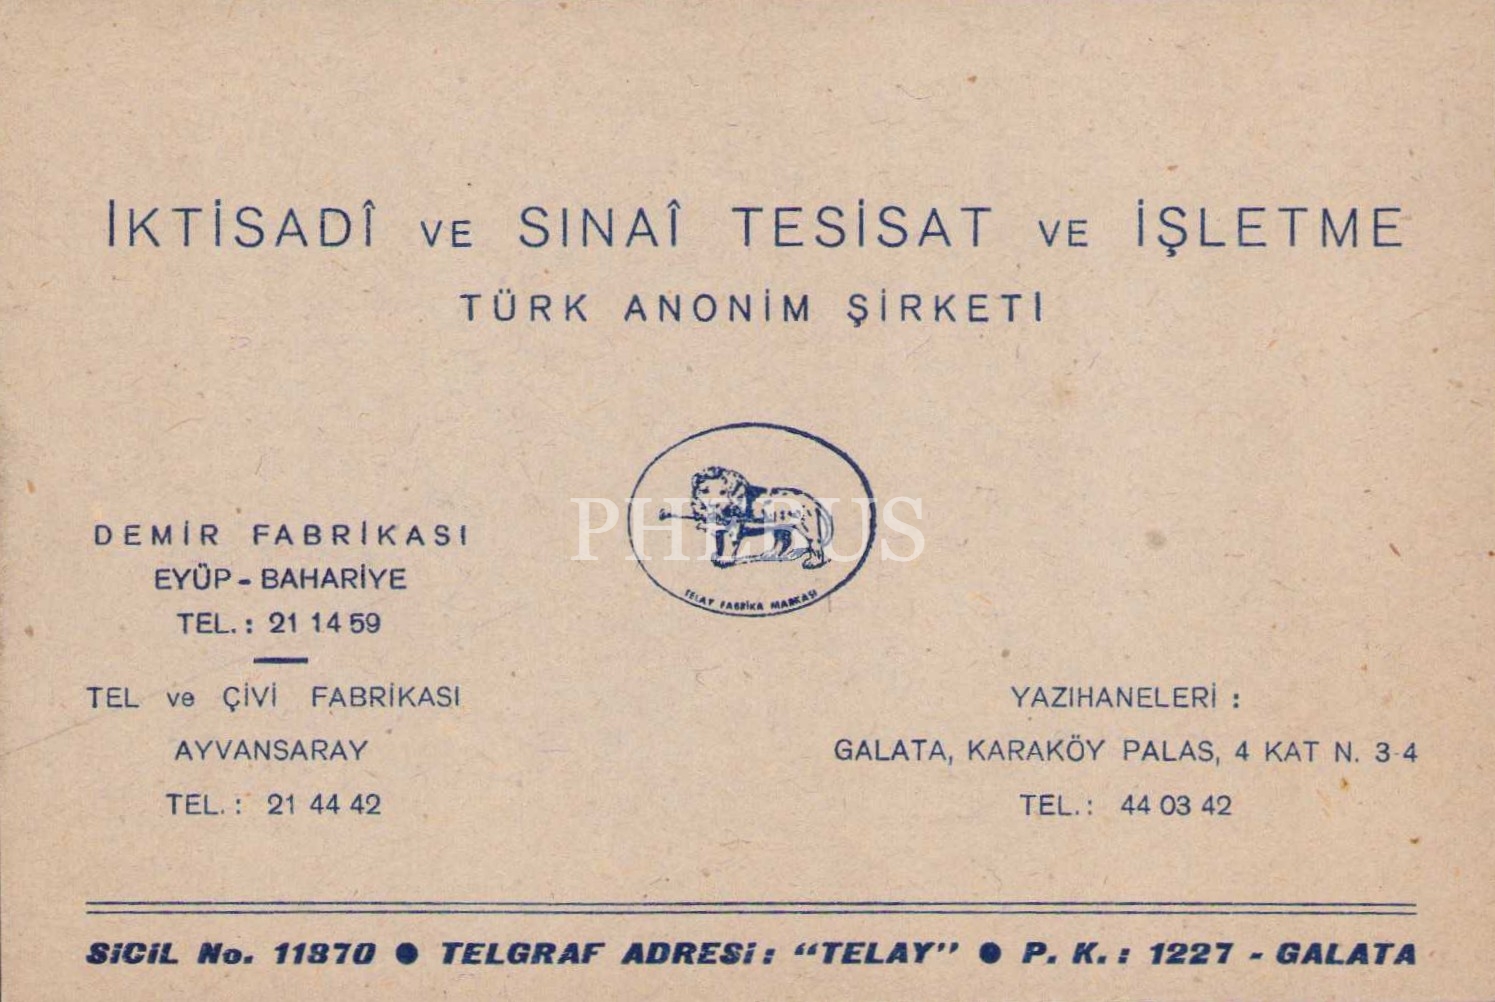 İKTİSADÎ VE SINAÎ TESİSAT VE İŞLETME
TÜRK ANONİM ŞİRKETİ
DEMİR FABRİKASI
EYÜP - BAHARİYE
TEL. : 21 14 59
TEL ve ÇİVİ FABRİKASI
AYVANSARAY
TEL. : 21 44 42
TELAY FABRİKA MARKASI
PHEBUS
YAZIHANELERİ :
GALATA, KARAKÖY PALAS, 4 KAT N. 3-4
TEL. : 44 03 42
SİCİL No. 11370 ● TELGRAF ADRESİ : "TELAY" ● P. K. : 1227 - GALATA